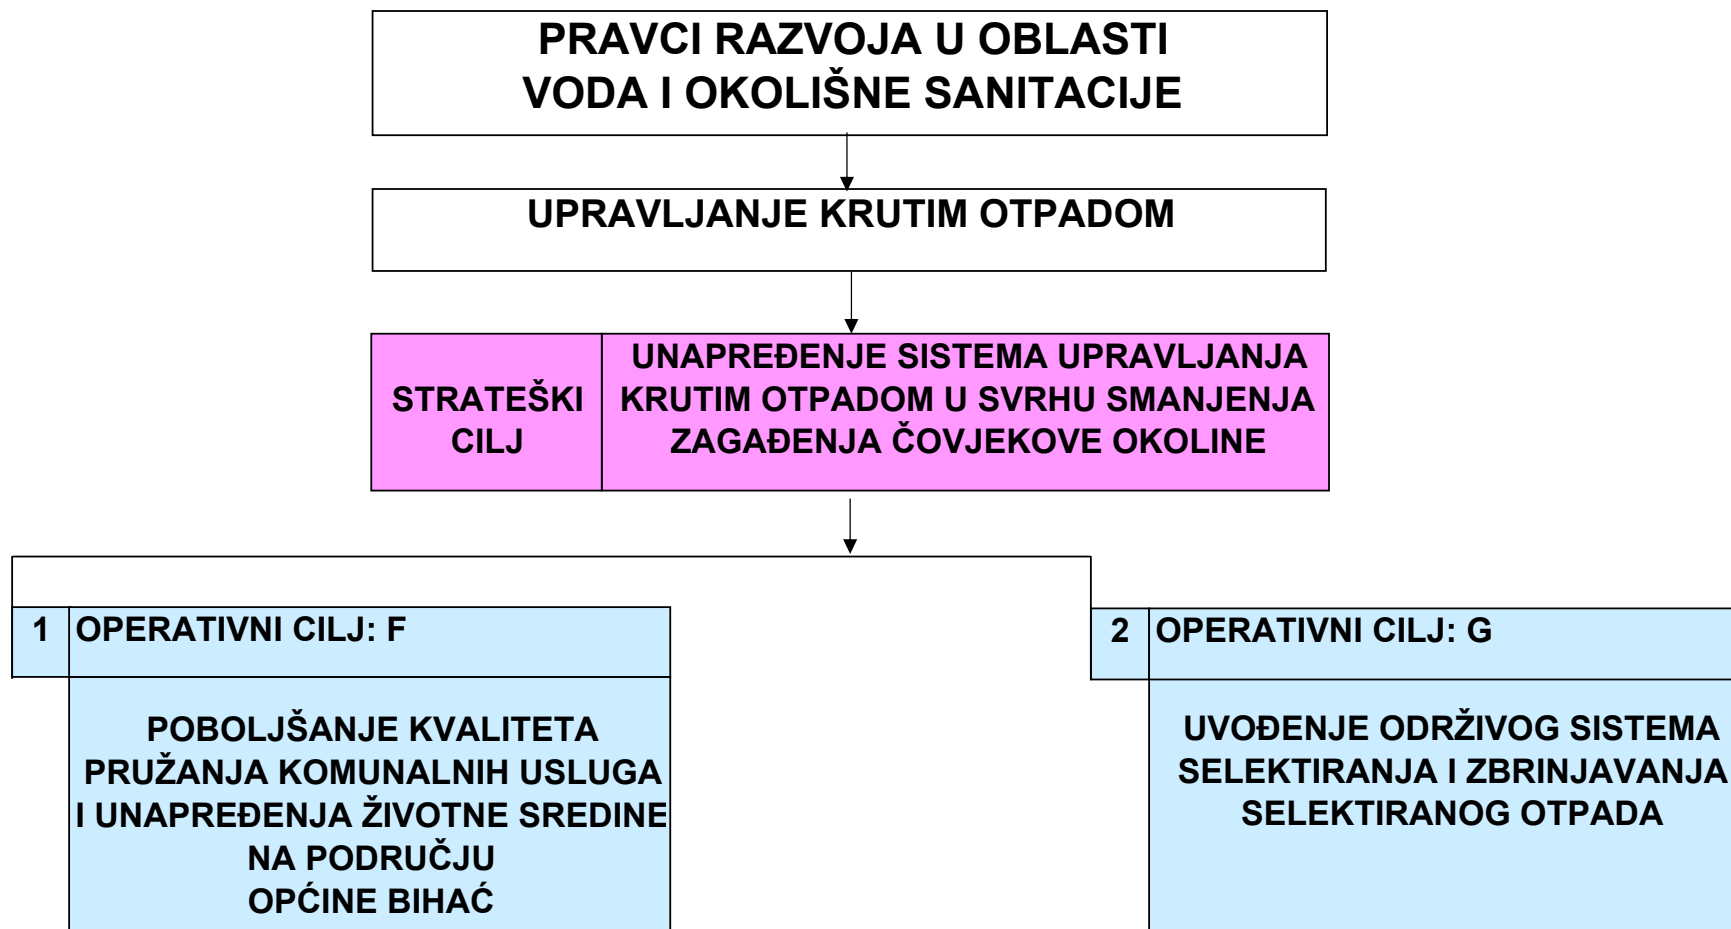 PRAVCI RAZVOJA U OBLASTI
VODA I OKOLIŠNE SANITACIJE
UPRAVLJANJE KRUTIM OTPADOM
STRATEŠKI
CILJ
UNAPREĐENJE SISTEMA UPRAVLJANJA
KRUTIM OTPADOM U SVRHU SMANJENJA
ZAGAĐENJA ČOVJEKOVE OKOLINE
1 OPERATIVNI CILJ: F
POBOLJŠANJE KVALITETA
PRUŽANJA KOMUNALNIH USLUGA
I UNAPREĐENJA ŽIVOTNE SREDINE
NA PODRUČJU
OPĆINE BIHAĆ
2 OPERATIVNI CILJ: G
UVOĐENJE ODRŽIVOG SISTEMA
SELEKTIRANJA I ZBRINJAVANJA
SELEKTIRANOG OTPADA